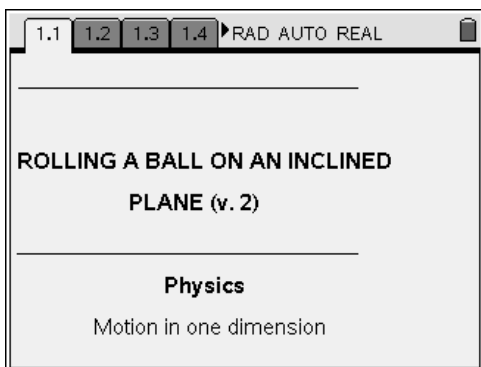 1.1 1.2 1.3 1.4 RAD AUTO REAL
ROLLING A BALL ON AN INCLINED
PLANE (v. 2)
Physics
Motion in one dimension